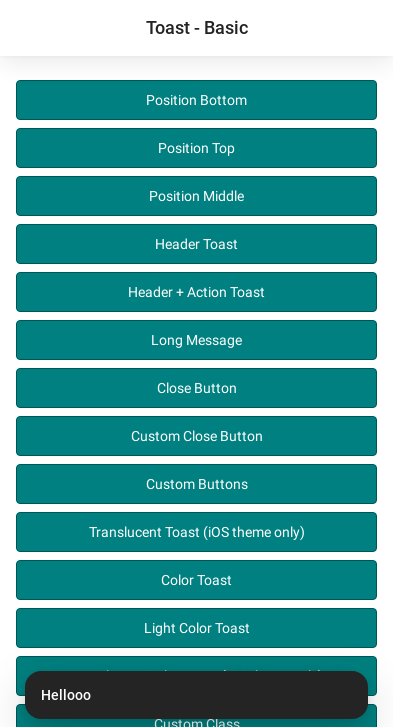 Toast - Basic
Position Bottom
Position Top
Position Middle
Header Toast
Header + Action Toast
Long Message
Close Button
Custom Close Button
Custom Buttons
Translucent Toast (iOS theme only)
Color Toast
Light Color Toast
Hellooo
Custom Class